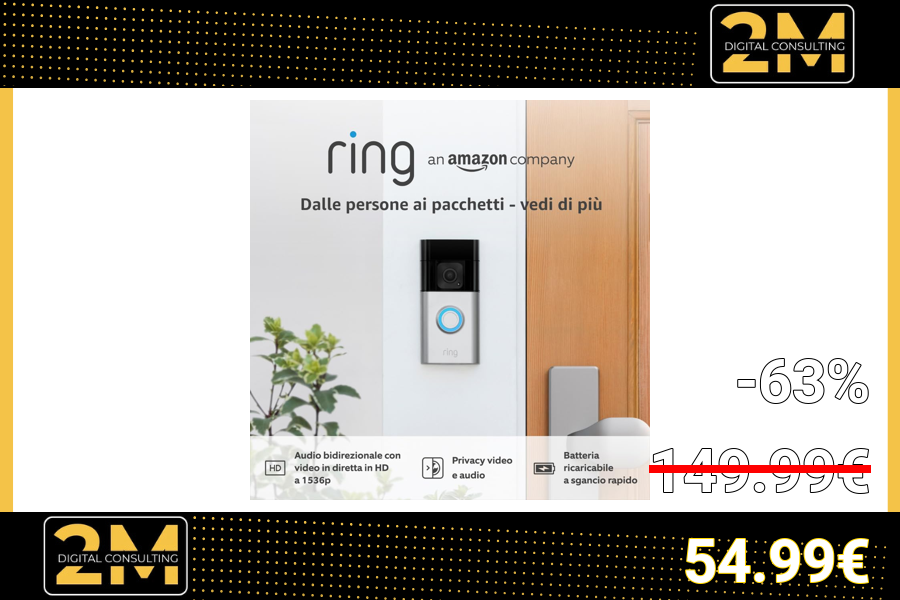 2M
DIGITAL CONSULTING
ring an amazon company
Dalle persone ai pacchetti - vedi di più
ring
-63%
149.99€
HD
Audio bidirezionale con
video in diretta in HD
a 1536p
Privacy video
e audio
Batteria
ricaricabile
a sgancio rapido
2M
DIGITAL CONSULTING
54.99€